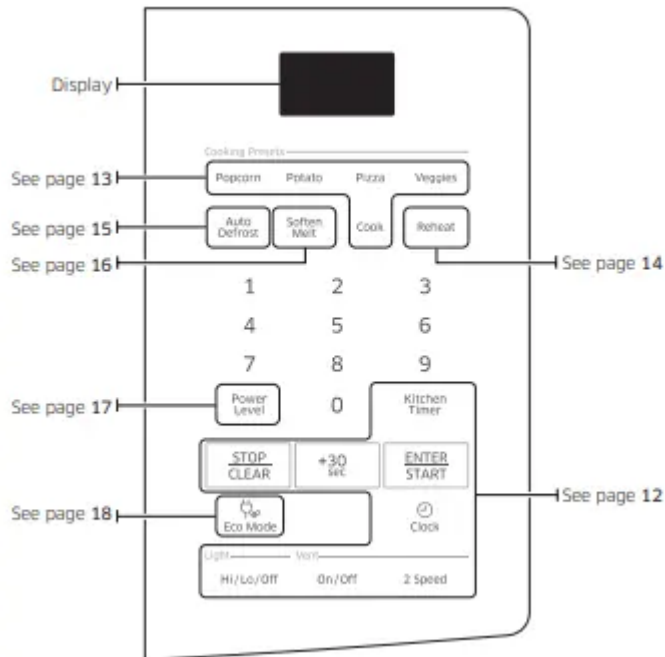 Display
Cooking Presets
See page 13
Popcorn Potato Pizza Veggies
See page 15
Auto
Defrost
Soften
Melt
Cook
Reheat
See page 16
See page 14
1 2 3
4 5 6
7 8 9
See page 17
Power
Level
0
Kitchen
Timer
STOP
CLEAR
+30
sec
ENTER
START
See page 12
See page 18
Eco Mode
Clock
Light Vent
Hi/Lo/Off On/Off 2 Speed